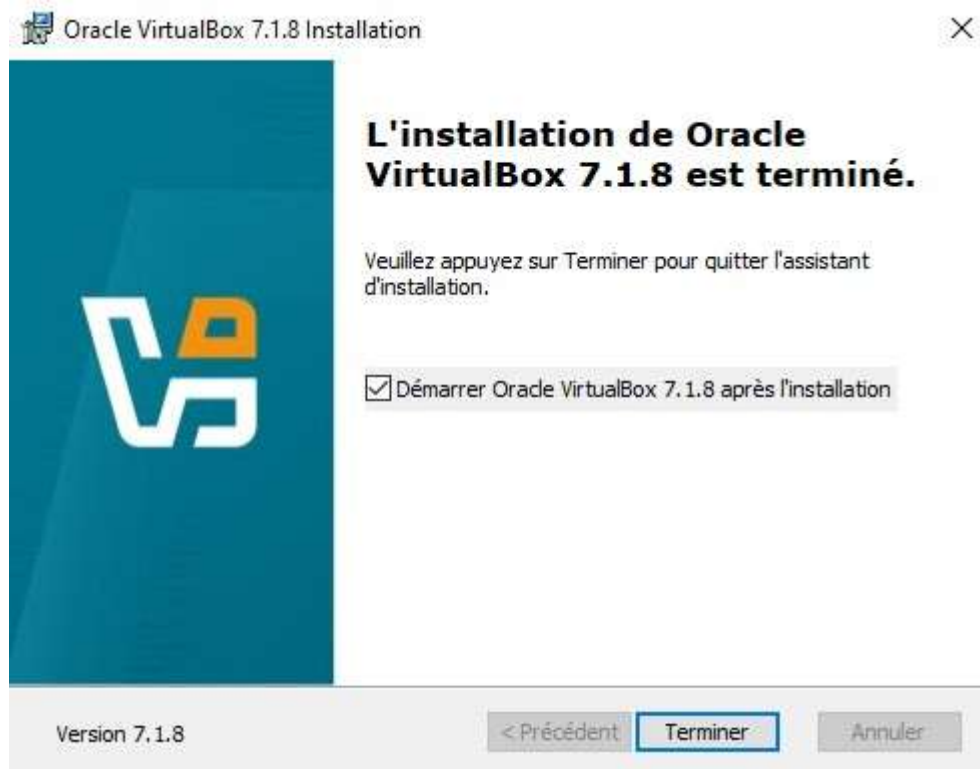 Oracle VirtualBox 7.1.8 Installation
L'installation de Oracle
VirtualBox 7.1.8 est terminé.
Veuillez appuyez sur Terminer pour quitter l'assistant
d'installation.
Démarrer Oracle VirtualBox 7.1.8 après l'installation
Version 7.1.8
< Précédent
Terminer
Annuler